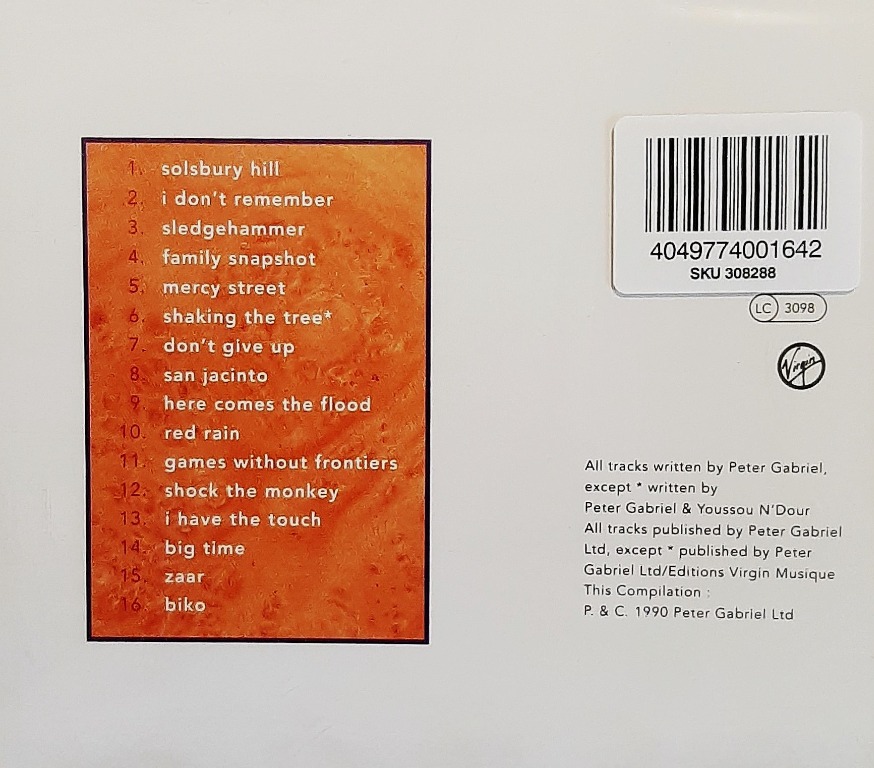 1. solsbury hill
2. i don't remember
3. sledgehammer
4. family snapshot
5. mercy street
6. shaking the tree*
7. don't give up
8. san jacinto
9. here comes the flood
10. red rain
11. games without frontiers
12. shock the monkey
13. i have the touch
14. big time
15. zaar
16. biko
4049774001642
SKU 308288
LC 3098
Virgin
All tracks written by Peter Gabriel,
except * written by
Peter Gabriel & Youssou N'Dour
All tracks published by Peter Gabriel
Ltd, except * published by Peter
Gabriel Ltd/Editions Virgin Musique
This Compilation :
P. & C. 1990 Peter Gabriel Ltd